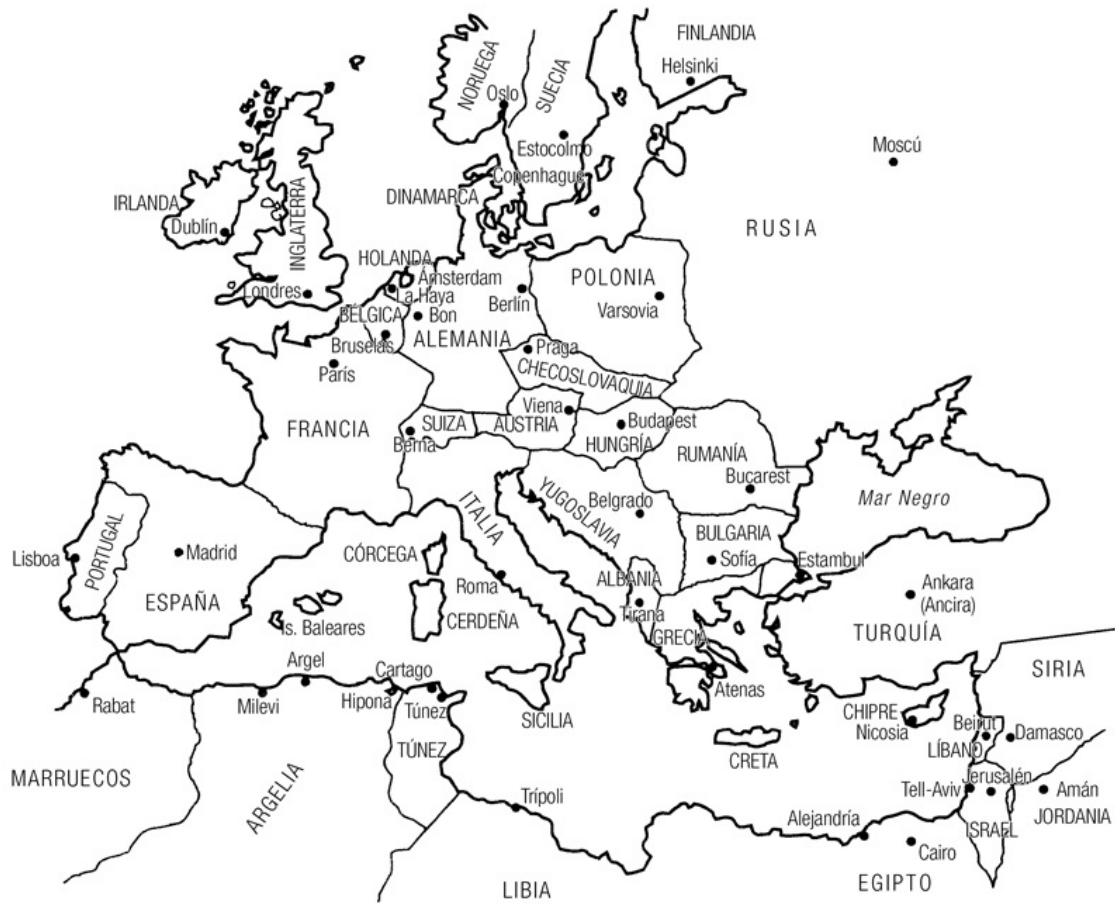 FINLANDIA
Helsinki
NORUEGA
Oslo
SUECIA
Estocolmo
Copenhague
Moscú
DINAMARCA
IRLANDA
Dublín
INGLATERRA
Londres
RUSIA
HOLANDA
Ámsterdam
La Haya
BÉLGICA
Bon
Bruselas
ALEMANIA
Berlín
POLONIA
Varsovia
París
Praga
CHECOSLOVAQUIA
FRANCIA
SUIZA
Berna
Viena
AUSTRIA
Budapest
HUNGRÍA
RUMANÍA
Bucarest
Mar Negro
ITALIA
YUGOSLAVIA
Belgrado
BULGARIA
Sofía
Estambul
Lisboa
PORTUGAL
Madrid
ESPAÑA
CÓRCEGA
Roma
CERDEÑA
Is. Baleares
ALBANIA
Tirana
GRECIA
Atenas
Ankara
(Ancira)
TURQUÍA
SIRIA
Rabat
Milevi
Argel
Hipona
Cartago
Túnez
TÚNEZ
SICILIA
CRETA
CHIPRE
Nicosia
Beirut
LÍBANO
Damasco
MARRUECOS
ARGELIA
Trípoli
Tell-Aviv
Jerusalén
Amán
JORDANIA
ISRAEL
Alejandría
Cairo
LIBIA
EGIPTO